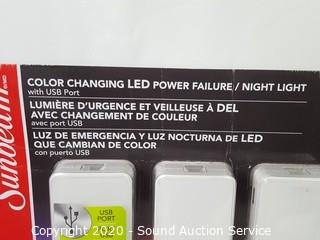 Sunbeam
COLOR CHANGING LED POWER FAILURE / NIGHT LIGHT
with USB Port
LUMIÈRE D'URGENCE ET VEILLEUSE À DEL
AVEC CHANGEMENT DE COULEUR
avec port USB
LUZ DE EMERGENCIA Y LUZ NOCTURNA DE LED
QUE CAMBIAN DE COLOR
con puerto USB
USB
PORT
Copyright 2020 - Sound Auction Service